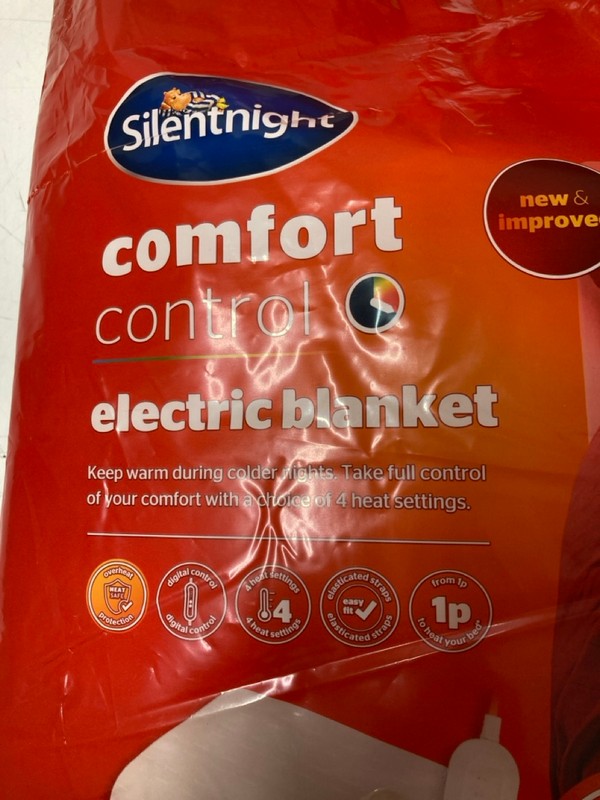 Silentnight
new &
improve
comfort
control
electric blanket
Keep warm during colder nights. Take full control
of your comfort with a choice of 4 heat settings.
overheat
HEAT
SAFE
protection
digital control
digital control
4 heat settings
4
4 heat settings
elasticated straps
easy
fit
elasticated straps
from 1p
1p
to heat your bed*